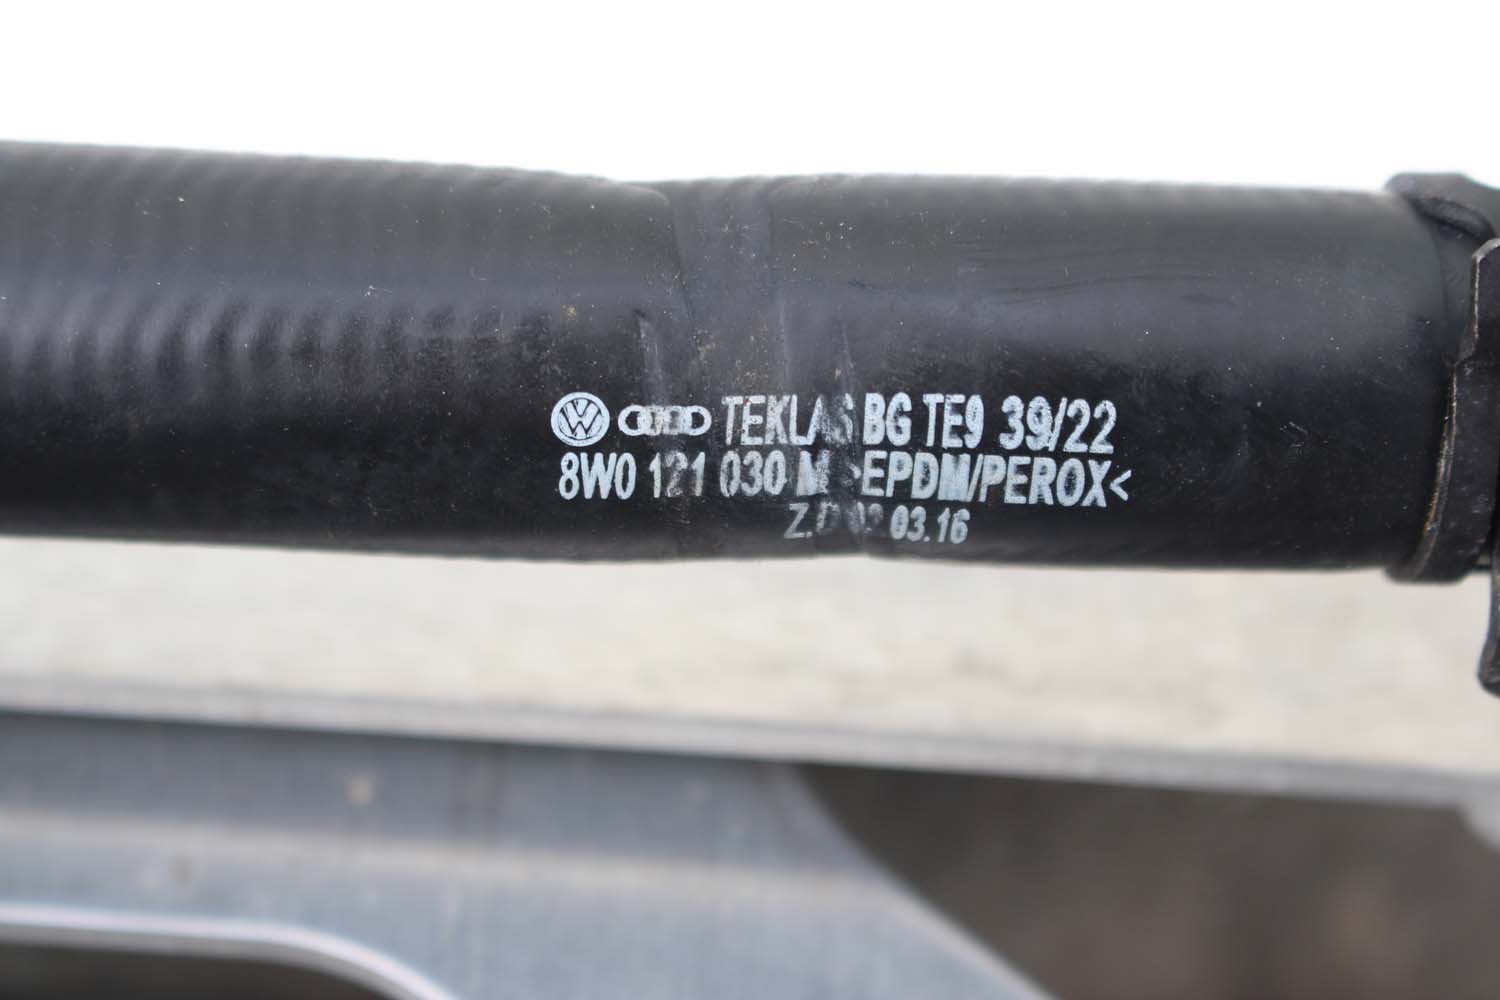 TEKLAS BG TE9 39/22
8W0 121 030 M >EPDM/PEROX<
03.16